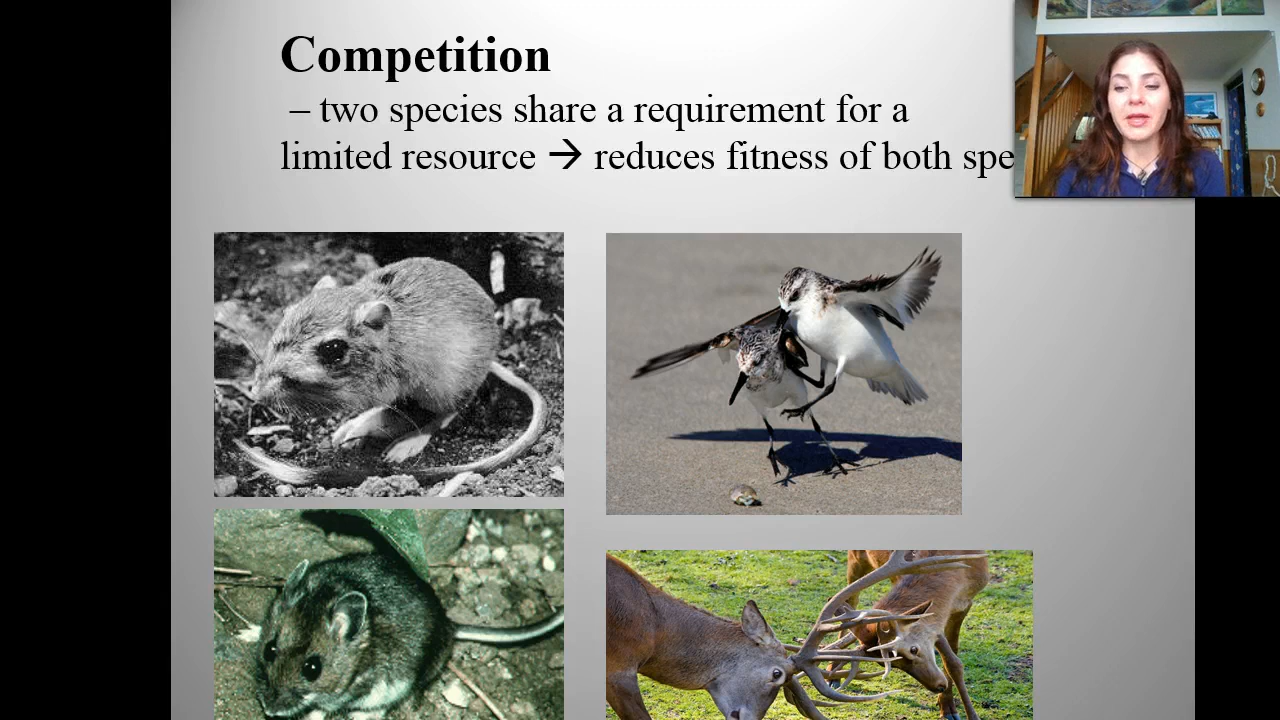 Competition
– two species share a requirement for a
limited resource → reduces fitness of both spe